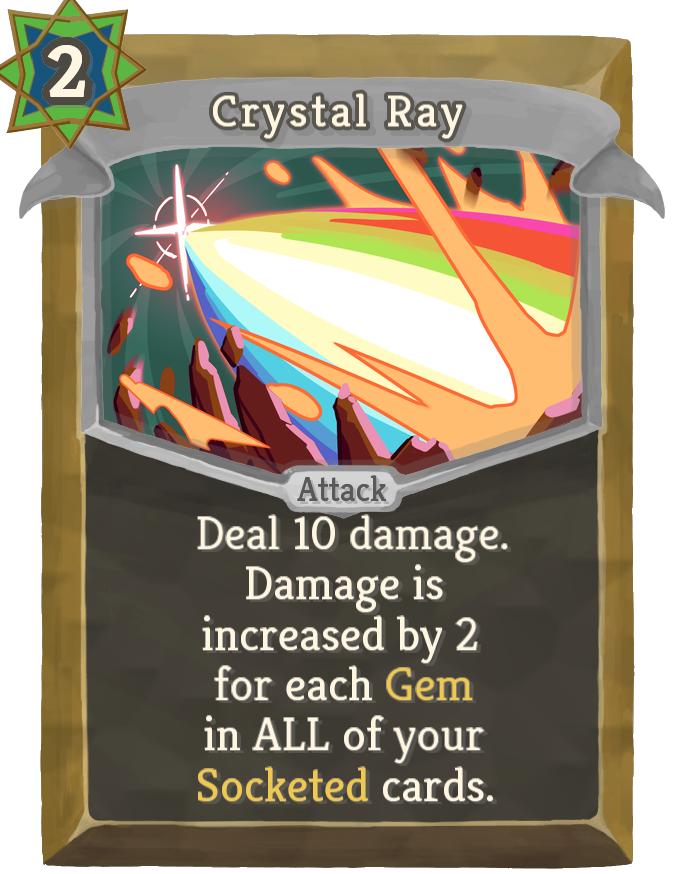 2
Crystal Ray
Attack
Deal 10 damage.
Damage is
increased by 2
for each Gem
in ALL of your
Socketed cards.